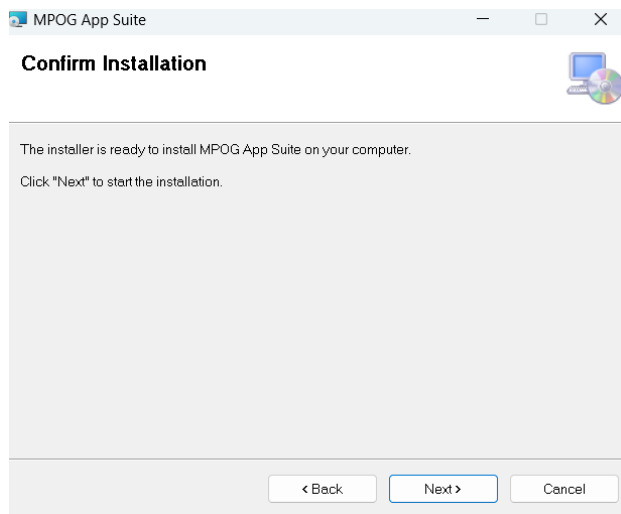 MPOG App Suite
Confirm Installation
The installer is ready to install MPOG App Suite on your computer.
Click "Next" to start the installation.
< Back
Next >
Cancel